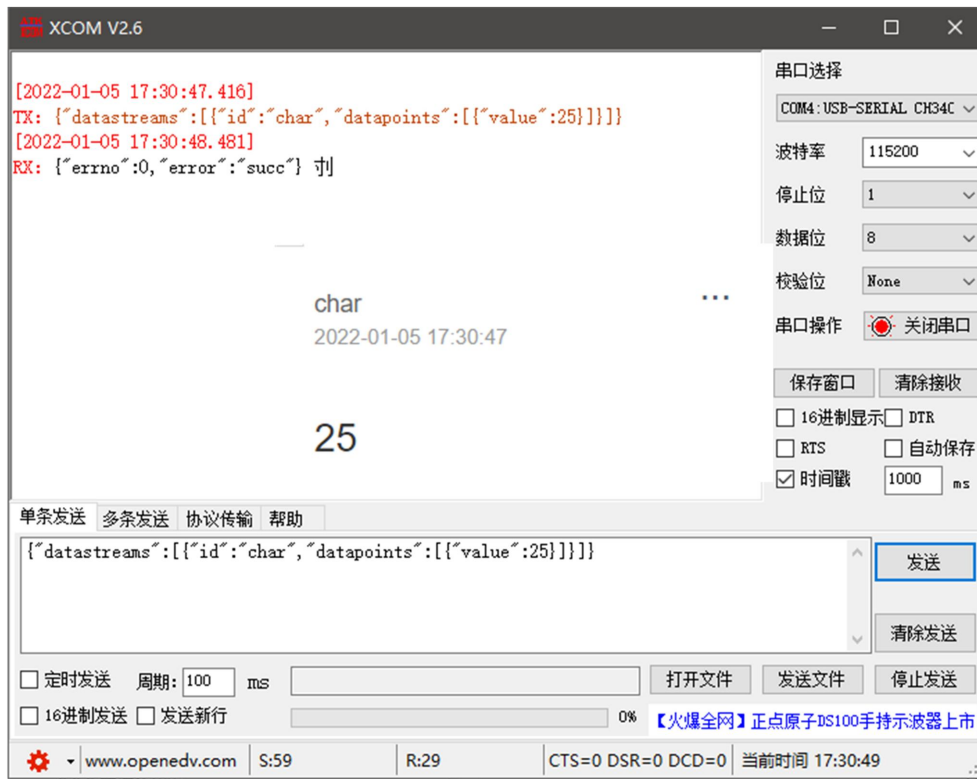 XCOM V2.6
[2022-01-05 17:30:47.416]
TX: {"datastreams":[{"id":"char","datapoints":[{"value":25}]}]}
[2022-01-05 17:30:48.481]
RX: {"errno":0,"error":"succ"}
char
2022-01-05 17:30:47
25
串口选择
COM4:USB-SERIAL CH34
波特率 115200
停止位 1
数据位 8
校验位 None
串口操作 关闭串口
保存窗口 清除接收
16进制显示 DTR
RTS 自动保存
时间戳 1000 ms
单条发送 多条发送 协议传输 帮助
{"datastreams":[{"id":"char","datapoints":[{"value":25}]}]}
发送
清除发送
定时发送 周期: 100 ms 打开文件 发送文件 停止发送
16进制发送 发送新行 0% 【火爆全网】正点原子DS100手持示波器上市
www.openedv.com S:59 R:29 CTS=0 DSR=0 DCD=0 当前时间 17:30:49